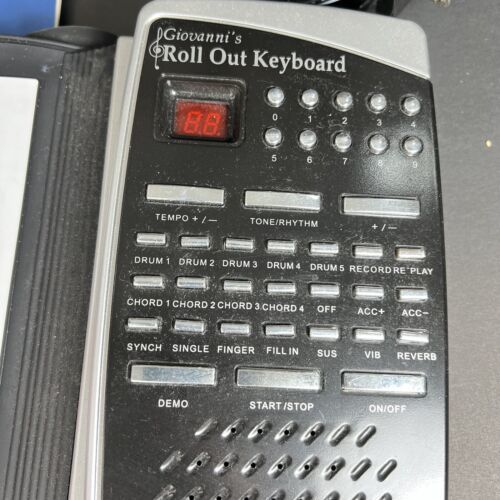 Giovanni's
Roll Out Keyboard
0 1 2 3
5 6 7 8 9
TEMPO + / — TONE/RHYTHM + / —
DRUM 1 DRUM 2 DRUM 3 DRUM 4 DRUM 5 RECORD RE'PLAY
CHORD 1 CHORD 2 CHORD 3 CHORD 4 OFF ACC+ ACC−
SYNCH SINGLE FINGER FILL IN SUS VIB REVERB
DEMO START/STOP ON/OFF